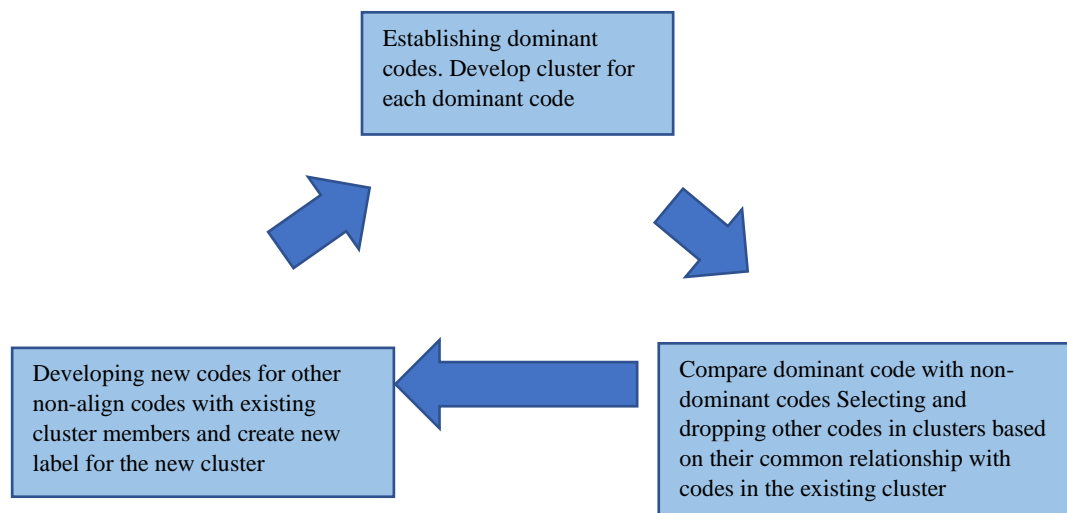 Establishing dominant
codes. Develop cluster for
each dominant code
Developing new codes for other
non-align codes with existing
cluster members and create new
label for the new cluster
Compare dominant code with non-
dominant codes Selecting and
dropping other codes in clusters based
on their common relationship with
codes in the existing cluster